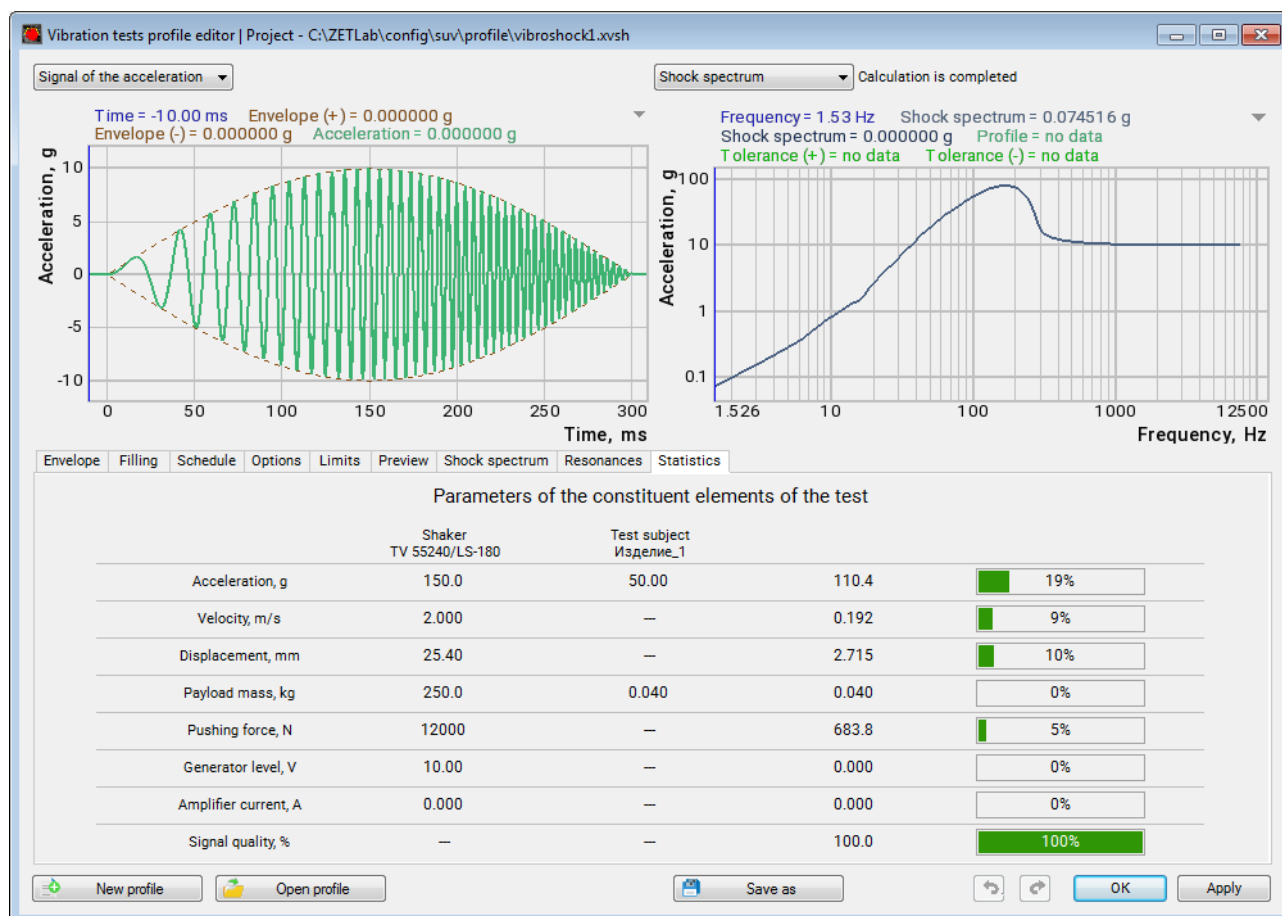 Vibration tests profile editor | Project - C:\ZETLab\config\suv\profile\vibroshock1.xvsh
Signal of the acceleration
Shock spectrum
Calculation is completed
Time = -10.00 ms Envelope (+) = 0.000000 g
Envelope (-) = 0.000000 g Acceleration = 0.000000 g
Acceleration, g
10
5
0
-5
-10
0 50 100 150 200 250 300
Time, ms
Frequency = 1.53 Hz Shock spectrum = 0.074516 g
Shock spectrum = 0.000000 g Profile = no data
Tolerance (+) = no data Tolerance (-) = no data
Acceleration, g
100
10
1
0.1
1.526 10 100 1000 12500
Frequency, Hz
Envelope Filling Schedule Options Limits Preview Shock spectrum Resonances Statistics
Parameters of the constituent elements of the test
Shaker Test subject
TV 55240/LS-180 Изделие_1
Acceleration, g 150.0 50.00 110.4 19%
Velocity, m/s 2.000 --- 0.192 9%
Displacement, mm 25.40 --- 2.715 10%
Payload mass, kg 250.0 0.040 0.040 0%
Pushing force, N 12000 --- 683.8 5%
Generator level, V 10.00 --- 0.000 0%
Amplifier current, A 0.000 --- 0.000 0%
Signal quality, % --- --- 100.0 100%
New profile Open profile Save as OK Apply